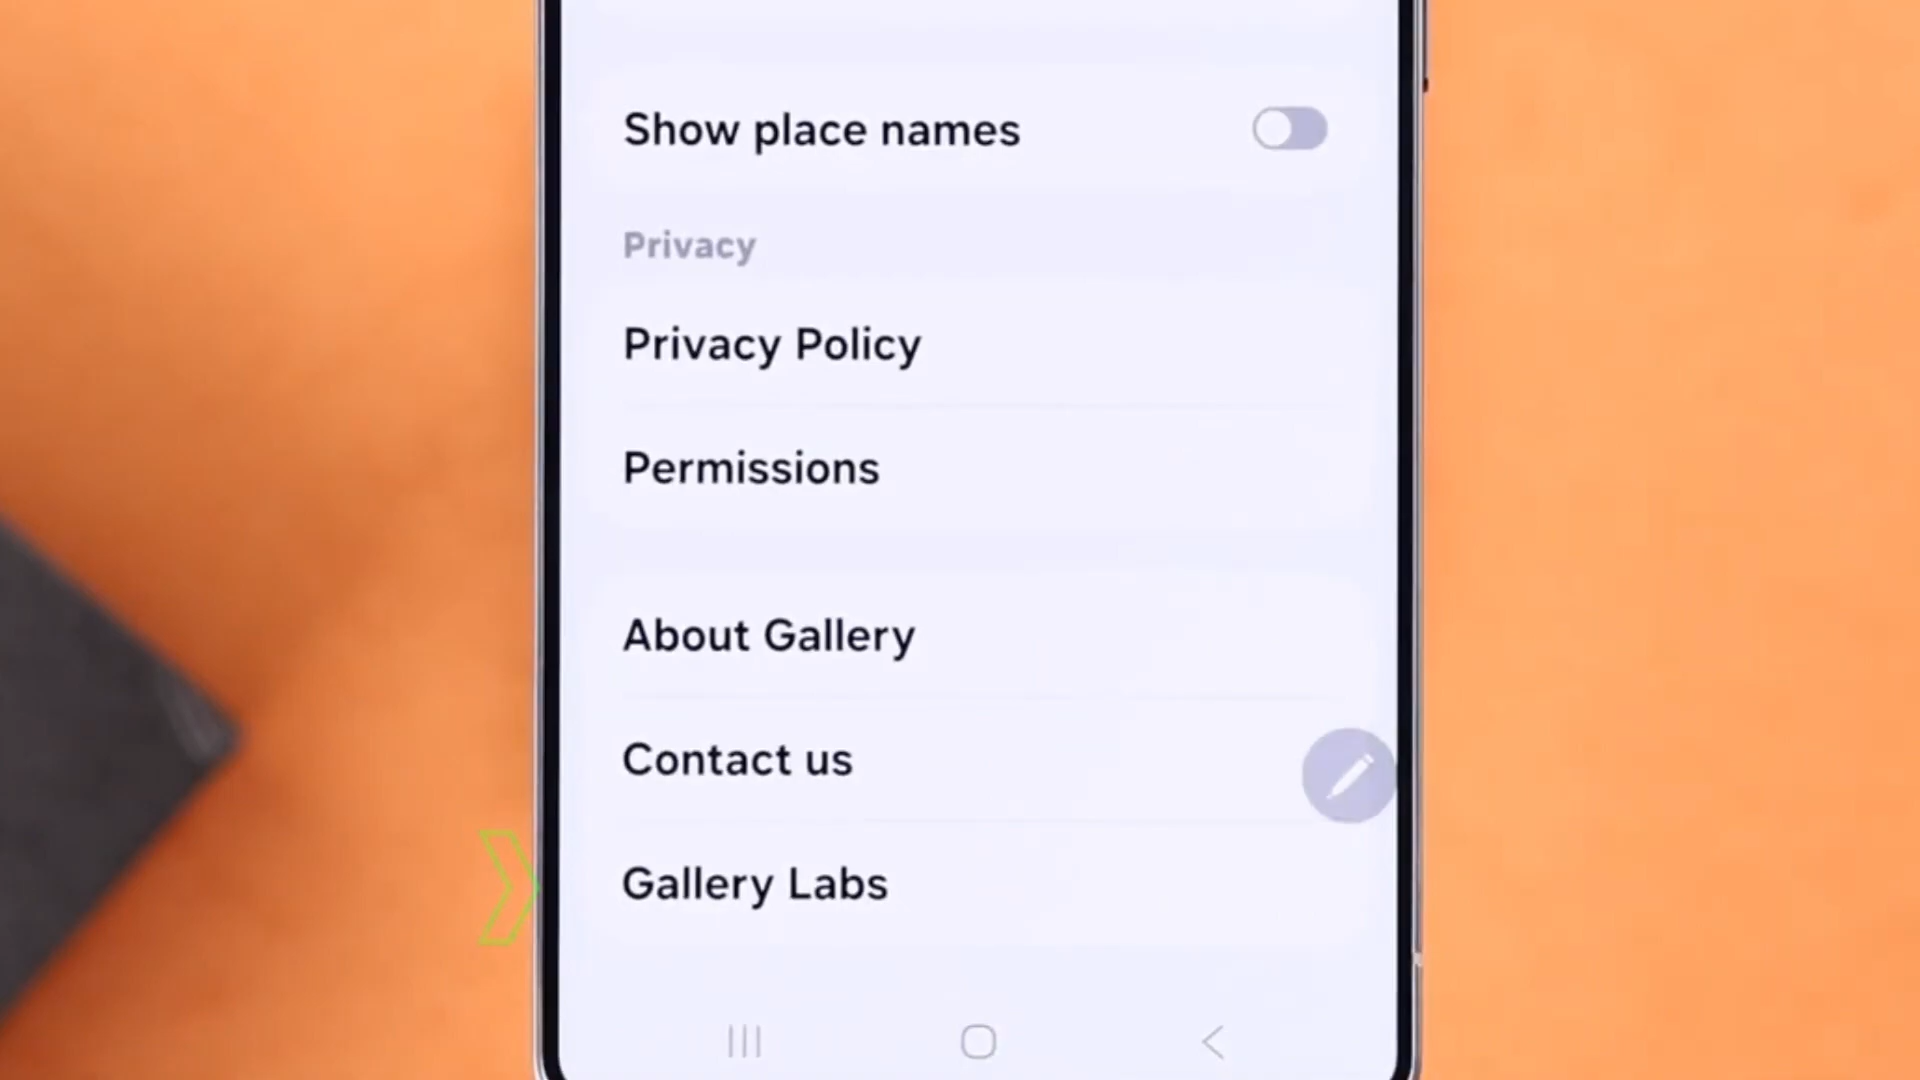 Show place names
Privacy
Privacy Policy
Permissions
About Gallery
Contact us
Gallery Labs